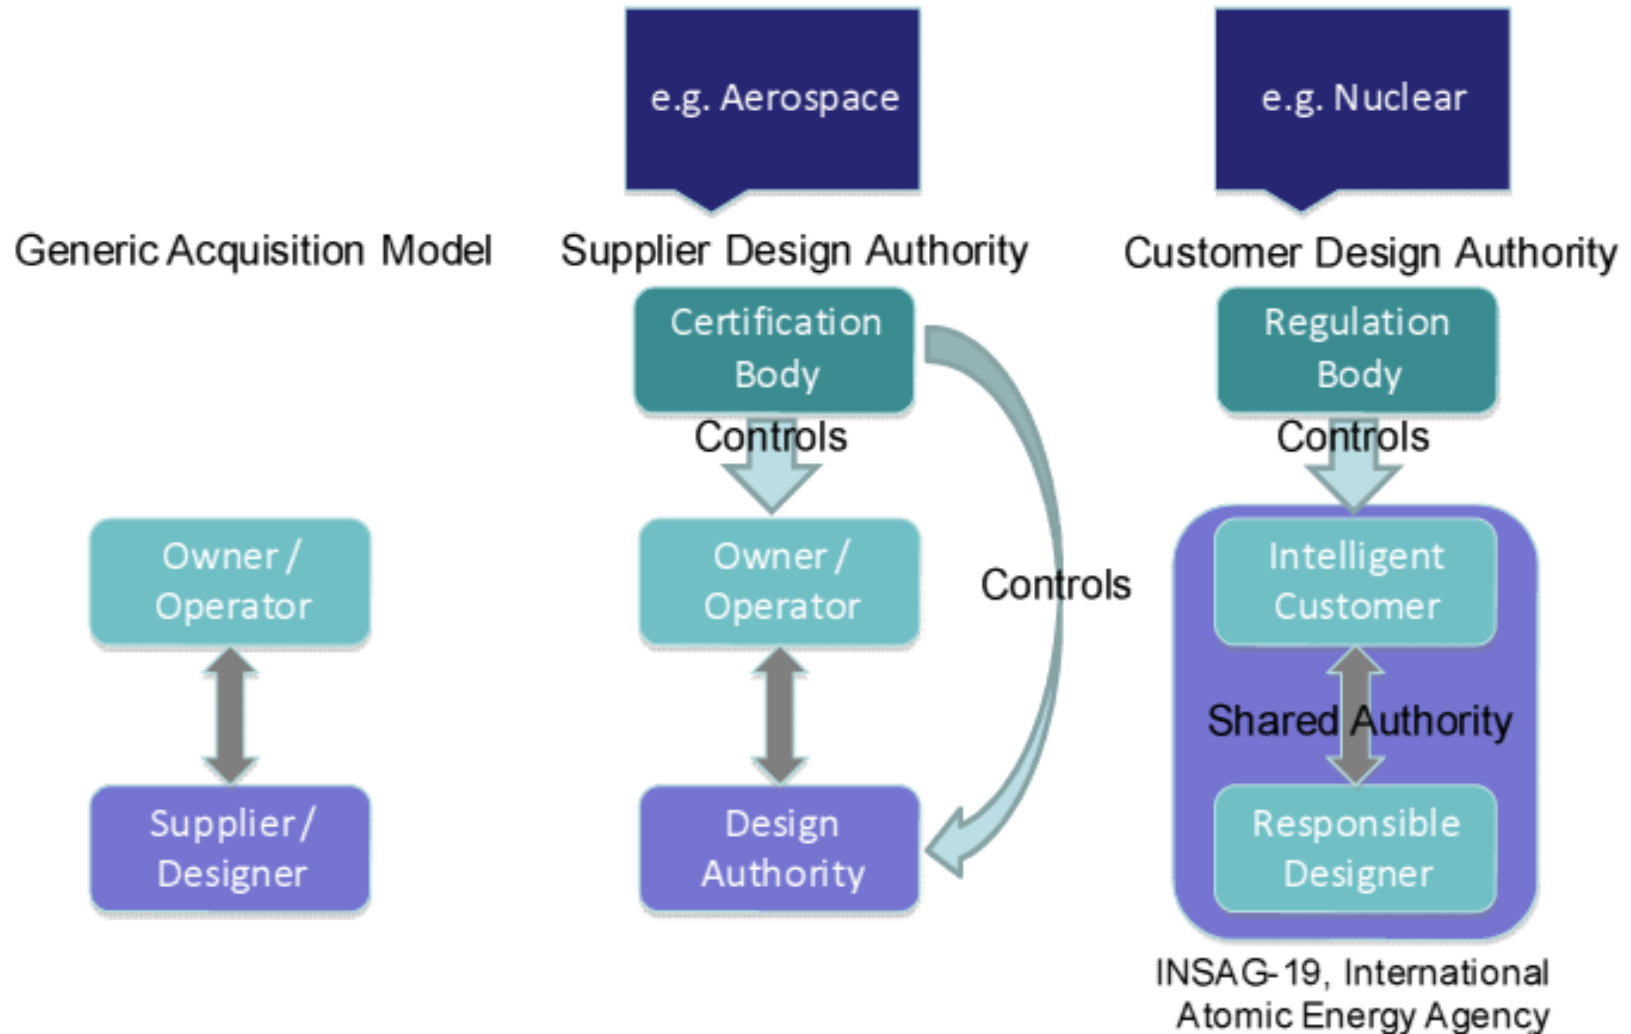 e.g. Aerospace
e.g. Nuclear
Generic Acquisition Model
Supplier Design Authority
Customer Design Authority
Certification
Body
Regulation
Body
Controls
Controls
Owner /
Operator
Owner /
Operator
Controls
Intelligent
Customer
Shared Authority
Supplier /
Designer
Design
Authority
Responsible
Designer
INSAG-19, International
Atomic Energy Agency